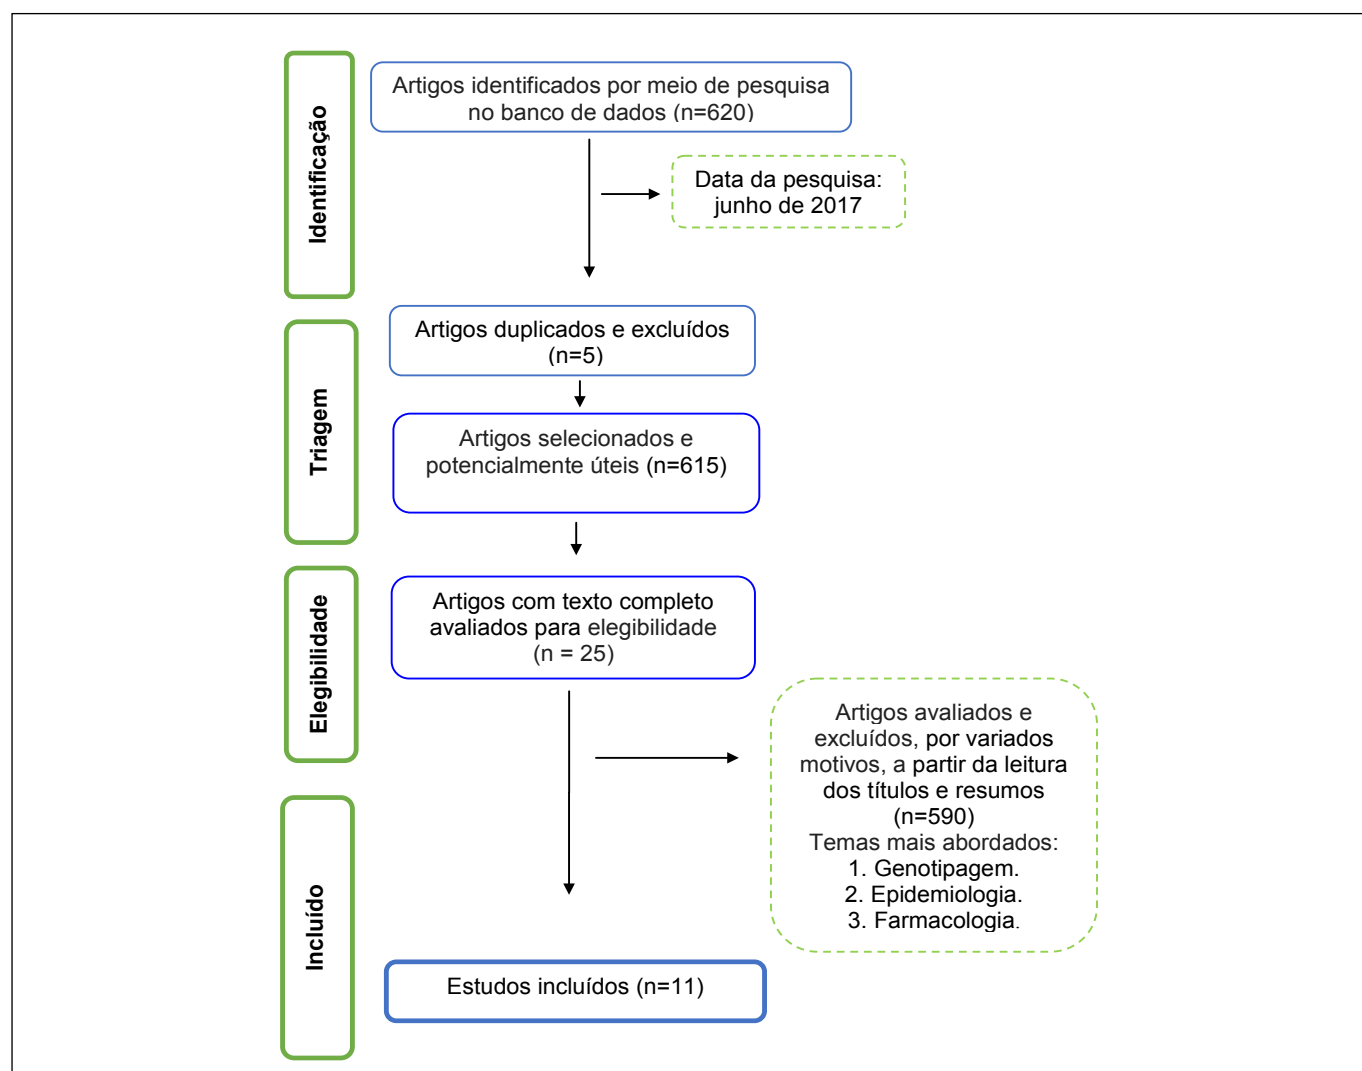 Identificação
Artigos identificados por meio de pesquisa
no banco de dados (n=620)
Data da pesquisa:
junho de 2017
Triagem
Artigos duplicados e excluídos
(n=5)
Artigos selecionados e
potencialmente úteis (n=615)
Elegibilidade
Artigos com texto completo
avaliados para elegibilidade
(n = 25)
Artigos avaliados e
excluídos, por variados
motivos, a partir da leitura
dos títulos e resumos
(n=590)
Temas mais abordados:
1. Genotipagem.
2. Epidemiologia.
3. Farmacologia.
Incluído
Estudos incluídos (n=11)